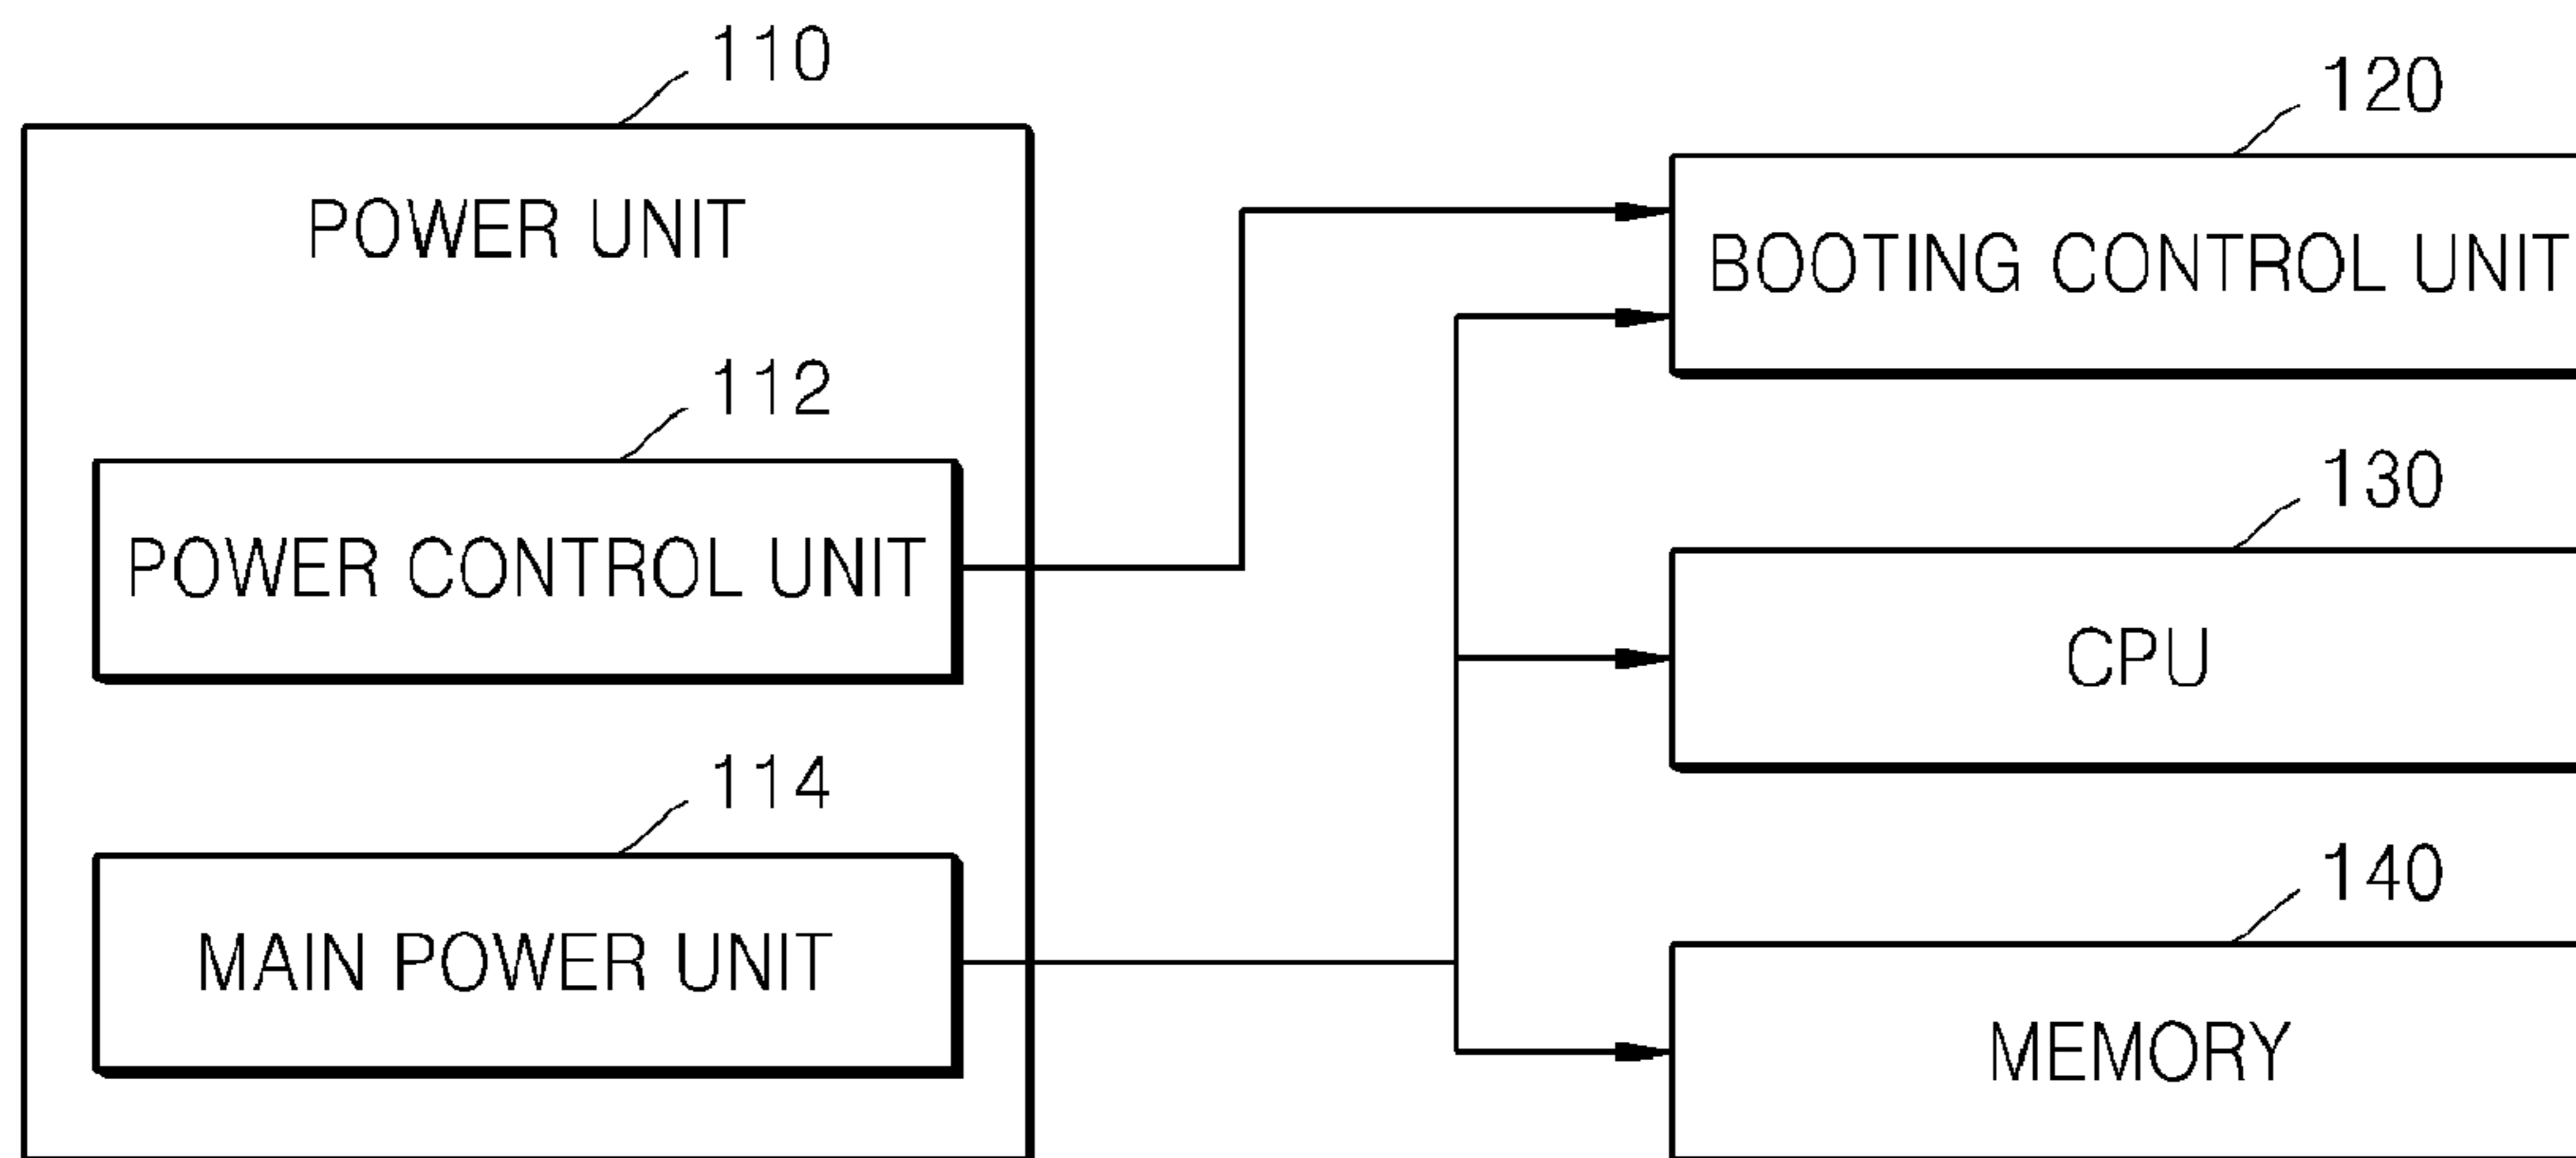 110
POWER UNIT
112
POWER CONTROL UNIT
114
MAIN POWER UNIT
120
BOOTING CONTROL UNIT
130
CPU
140
MEMORY